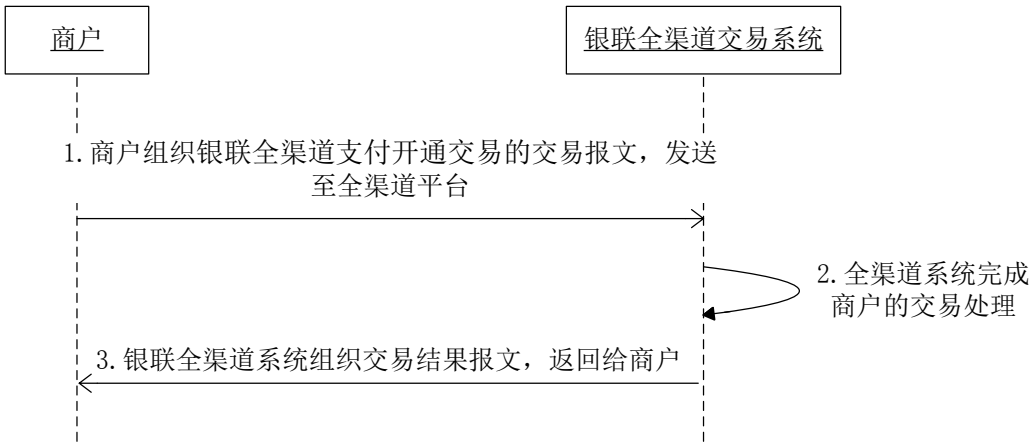 商户
银联全渠道交易系统
1.商户组织银联全渠道支付开通交易的交易报文，发送
至全渠道平台
2.全渠道系统完成
商户的交易处理
3.银联全渠道系统组织交易结果报文，返回给商户